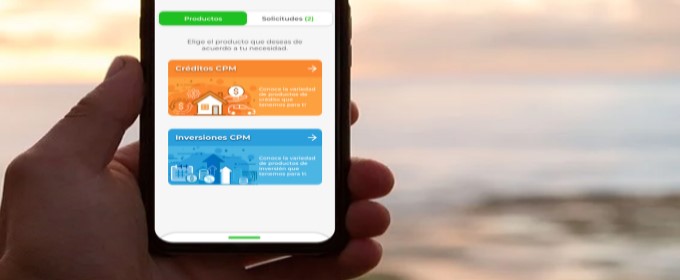 Productos
Solicitudes (2)
Elige el producto que deseas de
acuerdo a tu necesidad.
Créditos CPM
Conoce la variedad
de productos de
crédito que
tenemos para ti
Inversiones CPM
Conoce la variedad
de productos de
inversión que
tenemos para ti